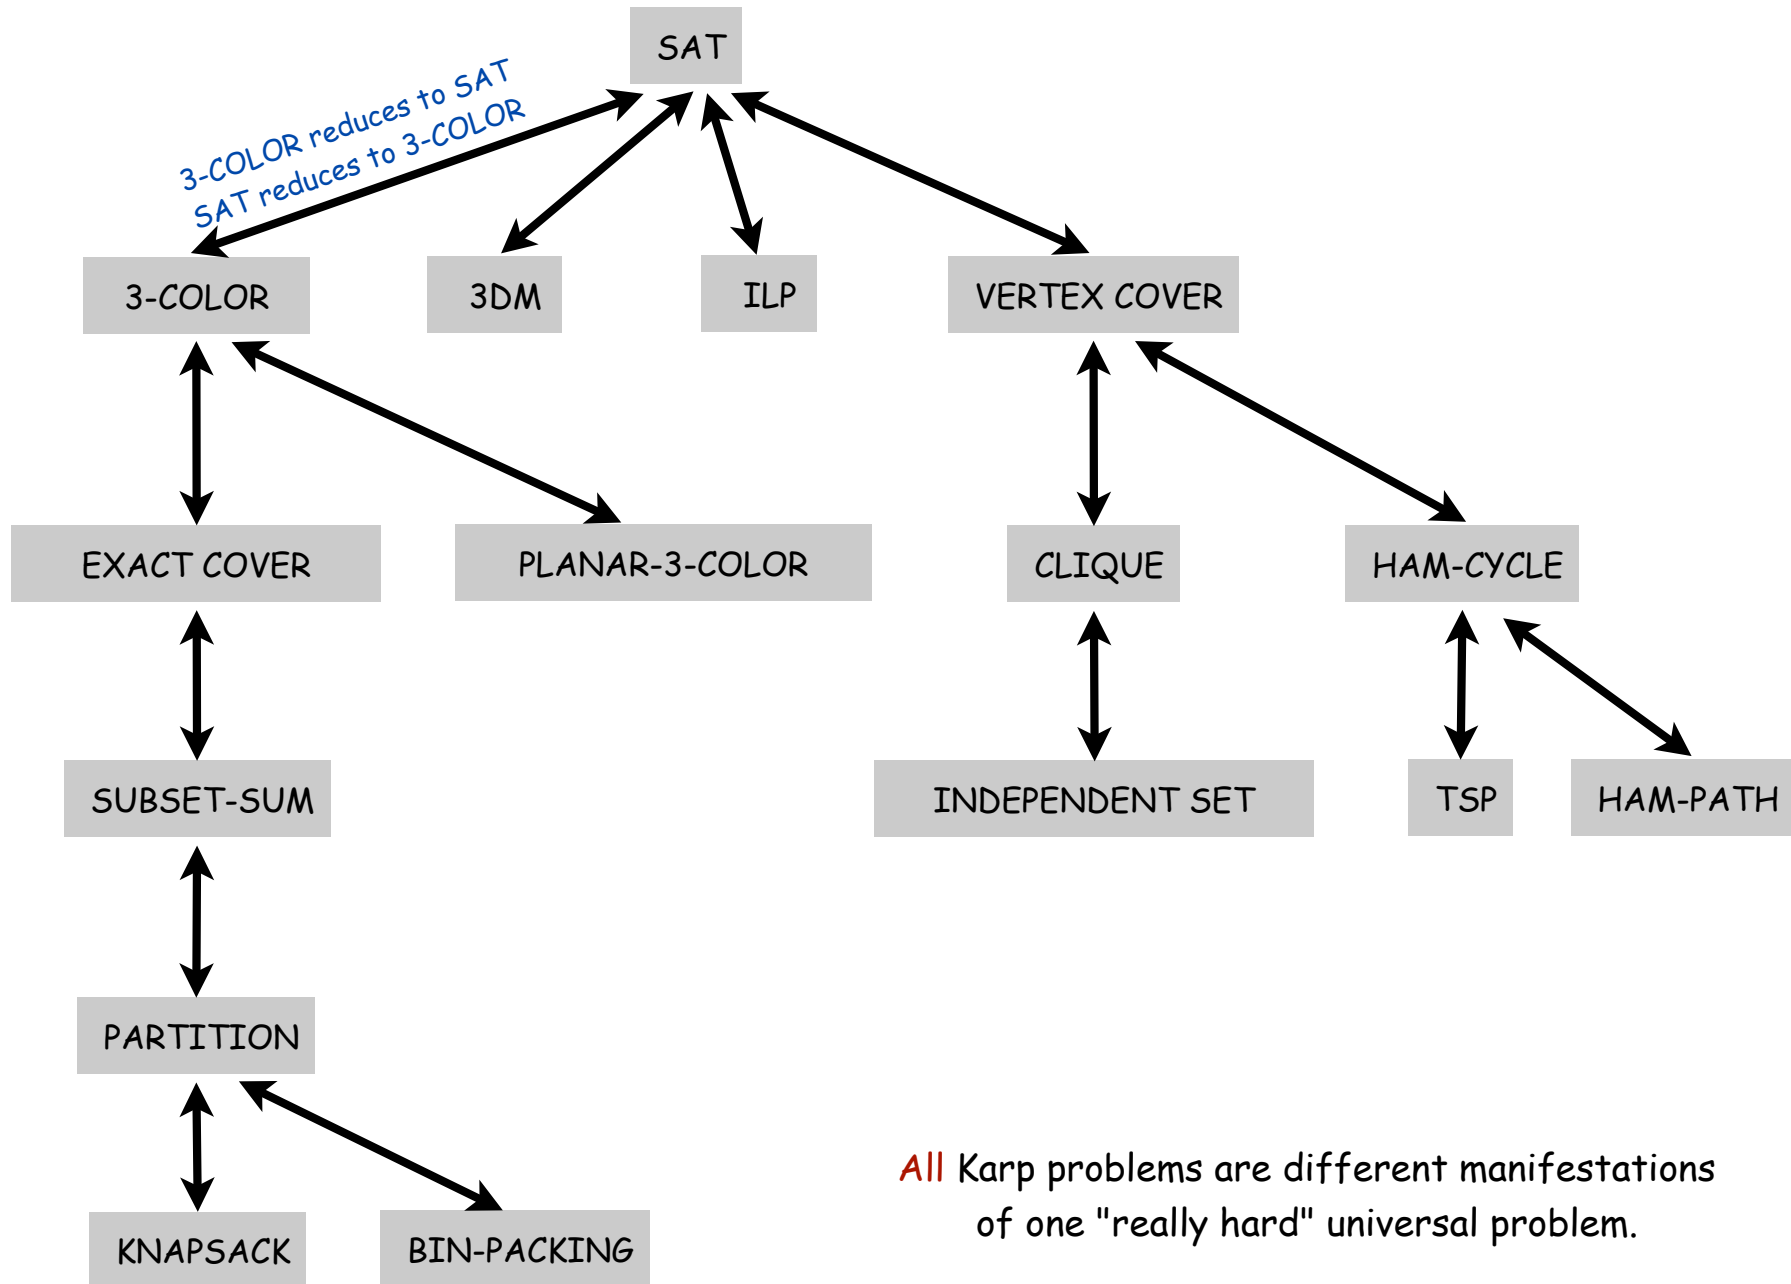 SAT
3-COLOR reduces to SAT
SAT reduces to 3-COLOR
3-COLOR
3DM
ILP
VERTEX COVER
EXACT COVER
PLANAR-3-COLOR
CLIQUE
HAM-CYCLE
SUBSET-SUM
INDEPENDENT SET
TSP
HAM-PATH
PARTITION
All Karp problems are different manifestations
of one "really hard" universal problem.
KNAPSACK
BIN-PACKING